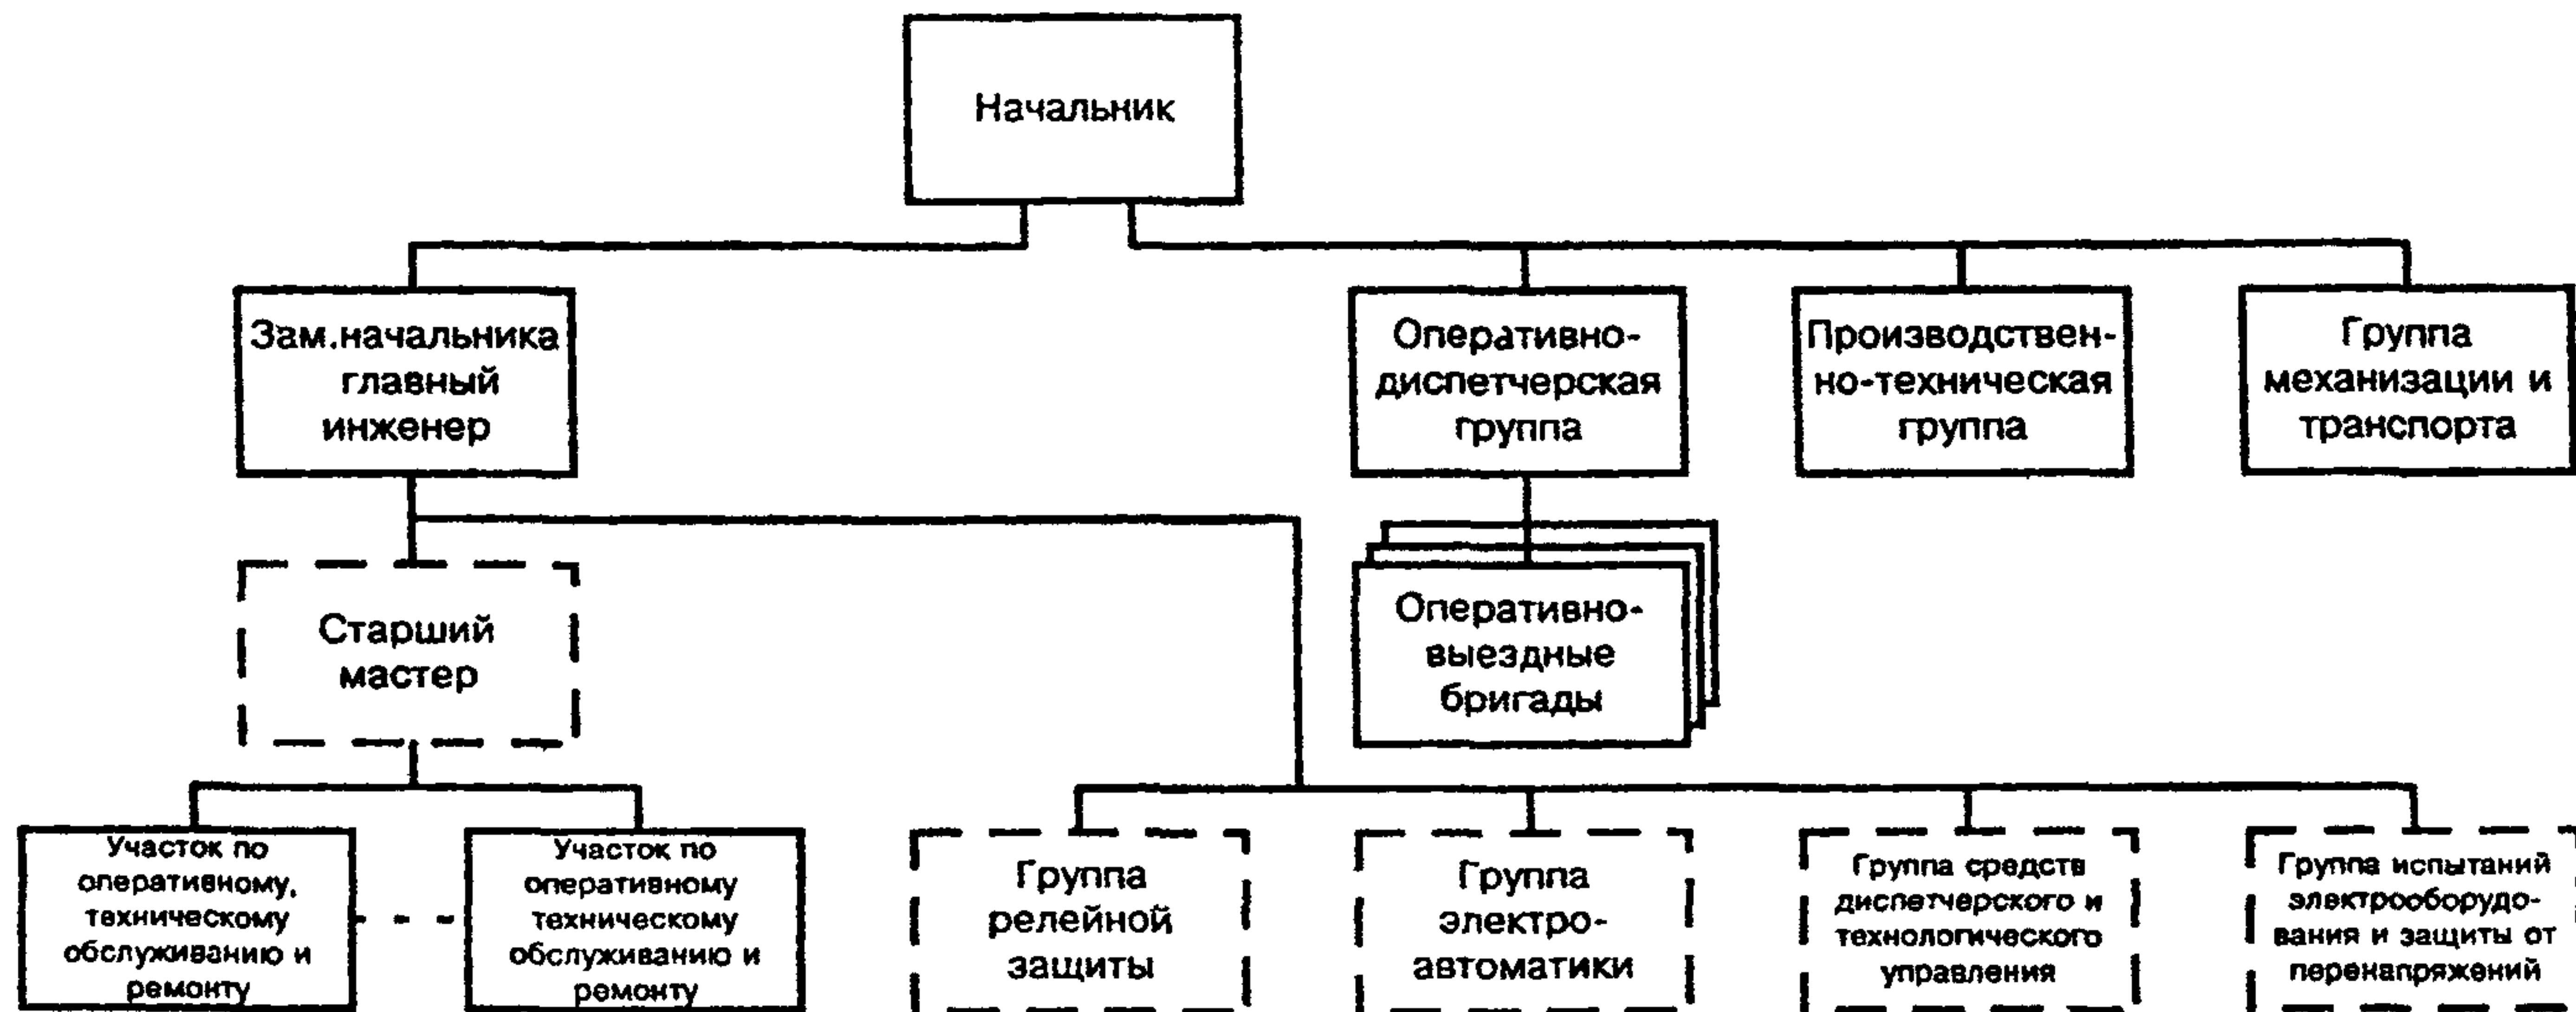 Начальник
Зам.начальника
главный
инженер
Оперативно-
диспетчерская
группа
Производствен-
но-техническая
группа
Группа
механизации и
транспорта
Старший
мастер
Оперативно-
выездные
бригады
Участок по
оперативному,
техническому
обслуживанию и
ремонту
Участок по
оперативному
техническому
обслуживанию и
ремонту
Группа
релейной
защиты
Группа
электро-
автоматики
Группа средств
диспетчерского и
технологического
управления
Группа испытаний
электрооборудо-
вания и защиты от
перенапряжений